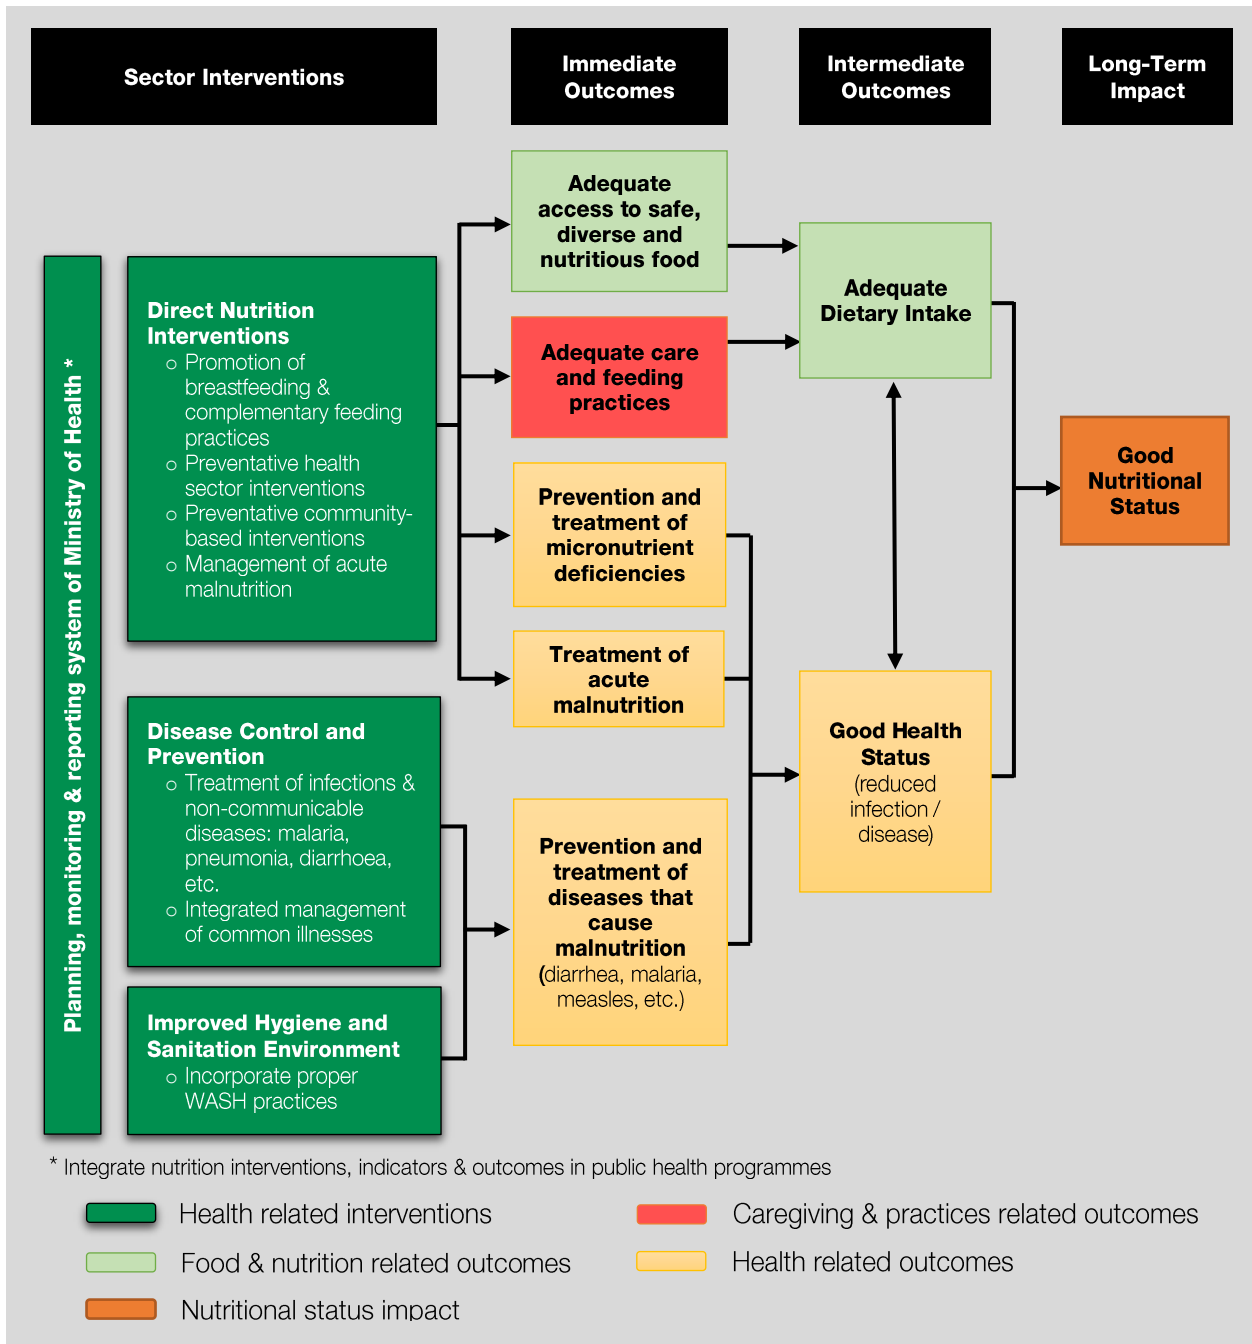 Sector Interventions
Immediate
Outcomes
Intermediate
Outcomes
Long-Term
Impact
Planning, monitoring & reporting system of Ministry of Health *
Direct Nutrition
Interventions
o Promotion of
breastfeeding &
complementary feeding
practices
o Preventative health
sector interventions
o Preventative community-
based interventions
o Management of acute
malnutrition
Disease Control and
Prevention
o Treatment of infections &
non-communicable
diseases: malaria,
pneumonia, diarrhoea,
etc.
o Integrated management
of common illnesses
Improved Hygiene and
Sanitation Environment
o Incorporate proper
WASH practices
Adequate
access to safe,
diverse and
nutritious food
Adequate care
and feeding
practices
Prevention and
treatment of
micronutrient
deficiencies
Treatment of
acute
malnutrition
Prevention and
treatment of
diseases that
cause
malnutrition
(diarrhea, malaria,
measles, etc.)
Adequate
Dietary Intake
Good Health
Status
(reduced
infection /
disease)
Good
Nutritional
Status
* Integrate nutrition interventions, indicators & outcomes in public health programmes
Health related interventions
Caregiving & practices related outcomes
Food & nutrition related outcomes
Health related outcomes
Nutritional status impact